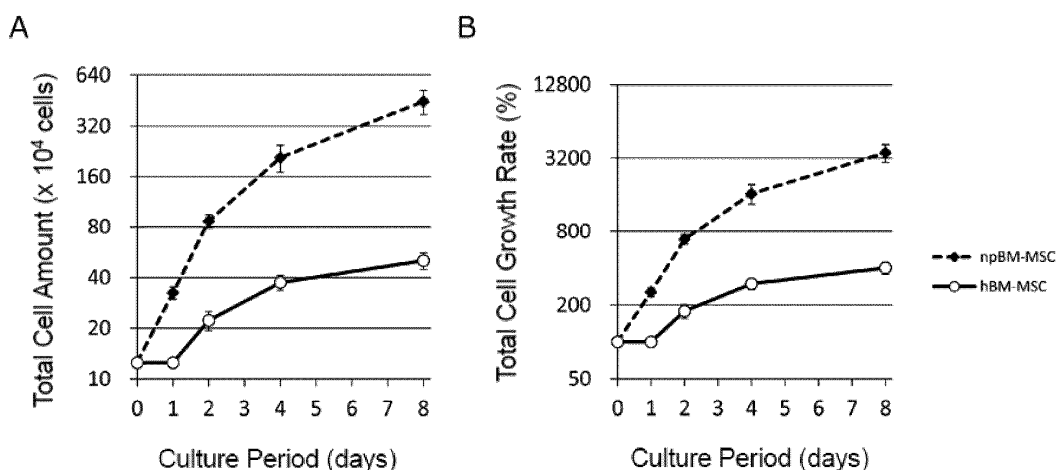 A
Total Cell Amount (x 10⁴ cells)
640
320
160
80
40
20
10
0 1 2 3 4 5 6 7 8
Culture Period (days)
B
Total Cell Growth Rate (%)
12800
3200
800
200
50
0 1 2 3 4 5 6 7 8
Culture Period (days)
npBM-MSC
hBM-MSC